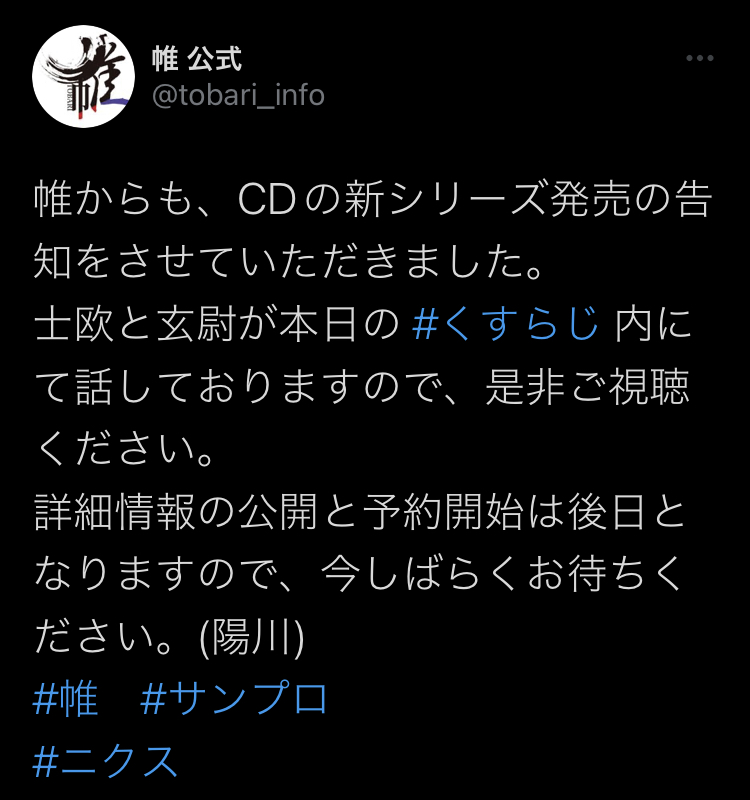 帷 公式
@tobari_info
帷からも、CDの新シリーズ発売の告
知をさせていただきました。
士欧と玄尉が本日の #くすらじ 内に
て話しておりますので、是非ご視聴
ください。
詳細情報の公開と予約開始は後日と
なりますので、今しばらくお待ちく
ださい。(陽川)
#帷　#サンプロ
#ニクス